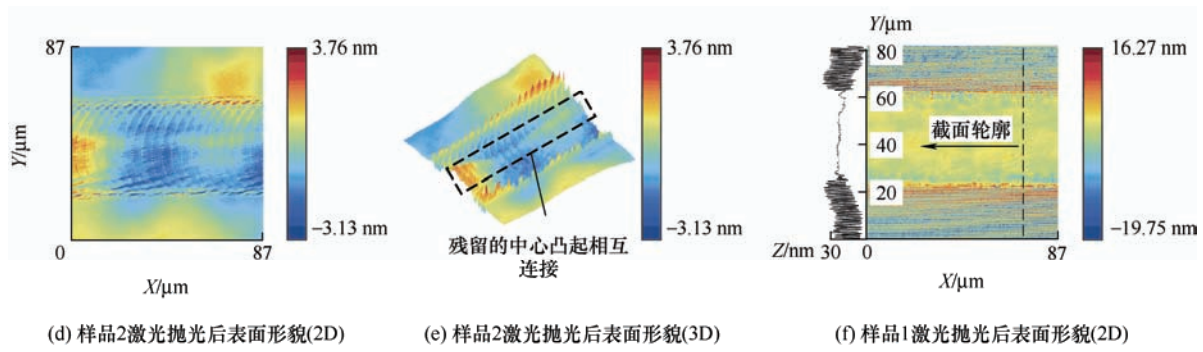 87
Y/μm
0
87
X/μm
3.76 nm
−3.13 nm
(d) 样品2激光抛光后表面形貌(2D)
3.76 nm
−3.13 nm
残留的中心凸起相互
连接
(e) 样品2激光抛光后表面形貌(3D)
Y/μm
80
60
40
20
截面轮廓
Z/nm 30 0
87
X/μm
16.27 nm
−19.75 nm
(f) 样品1激光抛光后表面形貌(2D)